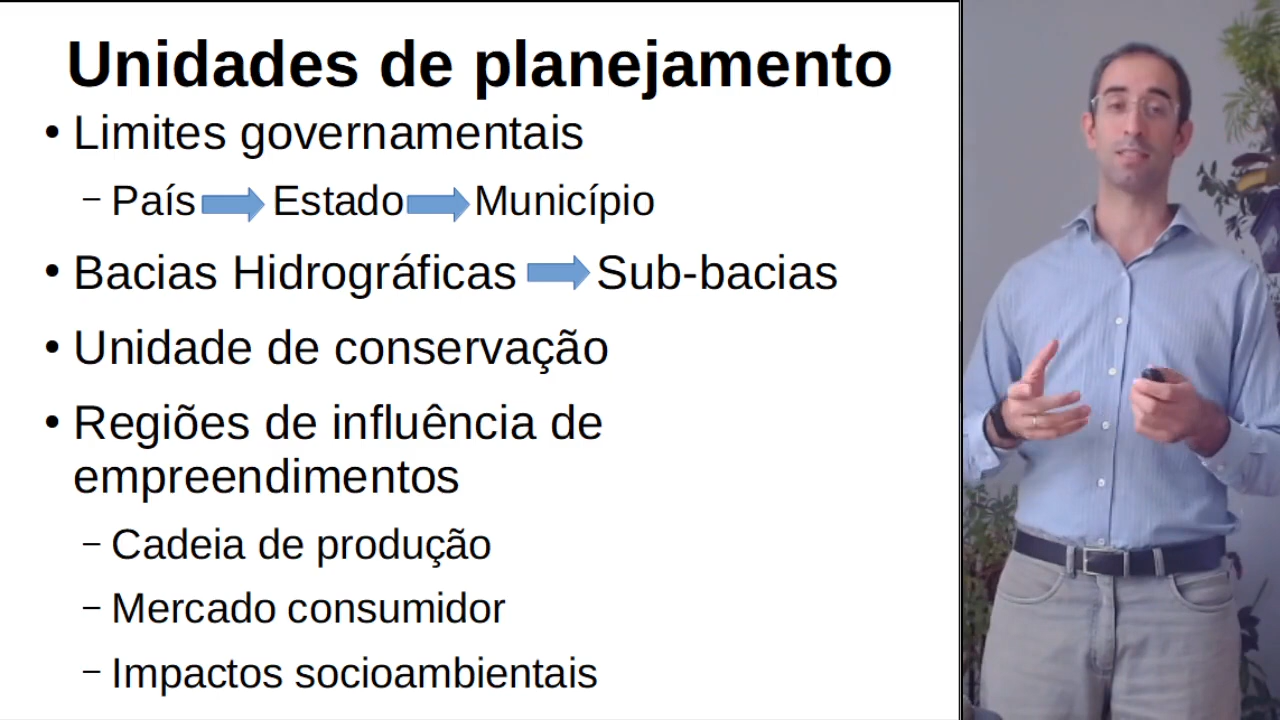 Unidades de planejamento
• Limites governamentais
– País Estado Município
• Bacias Hidrográficas Sub-bacias
• Unidade de conservação
• Regiões de influência de
empreendimentos
– Cadeia de produção
– Mercado consumidor
– Impactos socioambientais